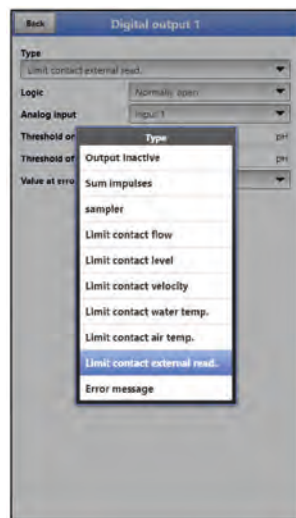 Back
Digital output 1
Type
Limit contact external read.
Logic
Normally open
Analog input
Input 1
Threshold on
pH
Threshold of
pH
Value at erro
Type
Output inactive
Sum impulses
sampler
Limit contact flow
Limit contact level
Limit contact velocity
Limit contact water temp.
Limit contact air temp.
Limit contact external read.
Error message